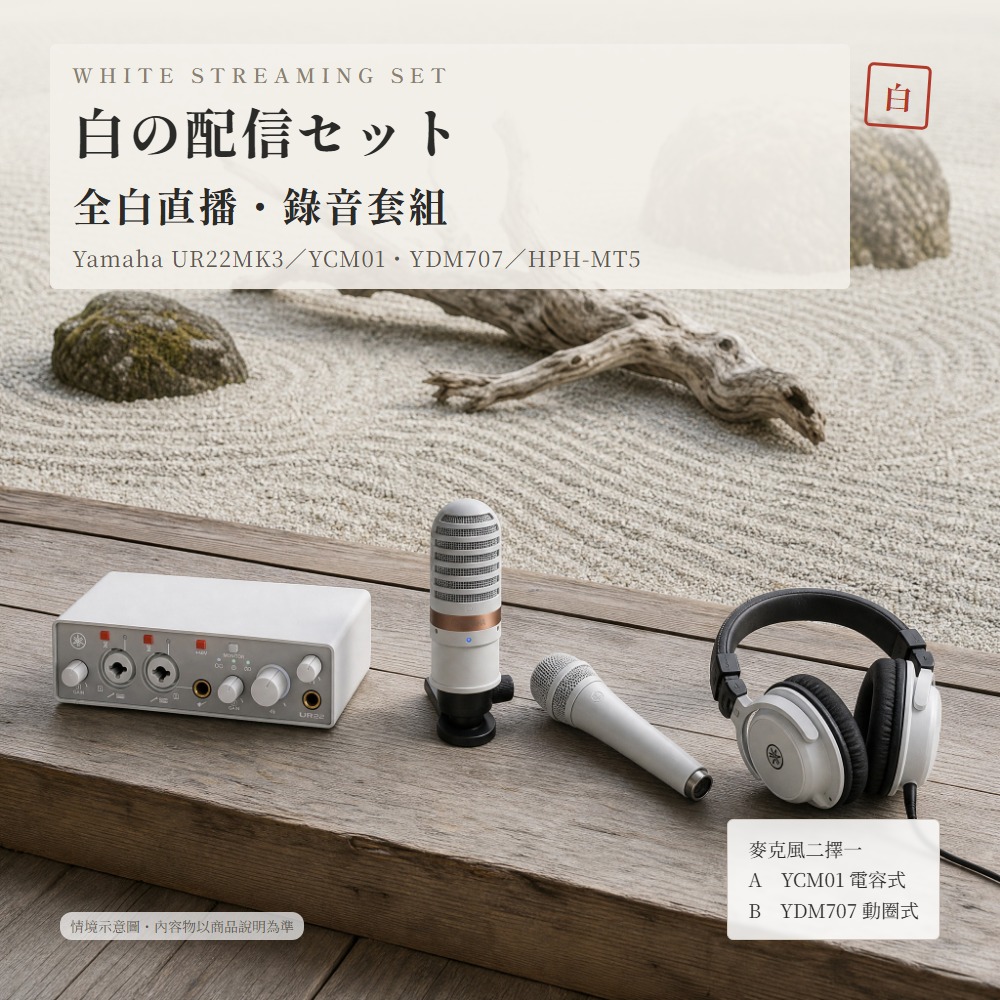 WHITE STREAMING SET
白の配信セット
白
全白直播・錄音套組
Yamaha UR22MK3／YCM01・YDM707／HPH-MT5
+48V
MONITOR
UR22
麥克風二擇一
A YCM01 電容式
B YDM707 動圈式
情境示意圖・內容物以商品說明為準